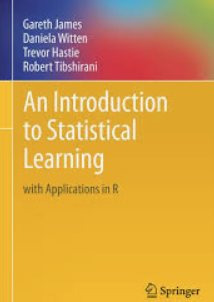 Gareth James
Daniela Witten
Trevor Hastie
Robert Tibshirani
An Introduction
to Statistical
Learning
with Applications in R
Springer